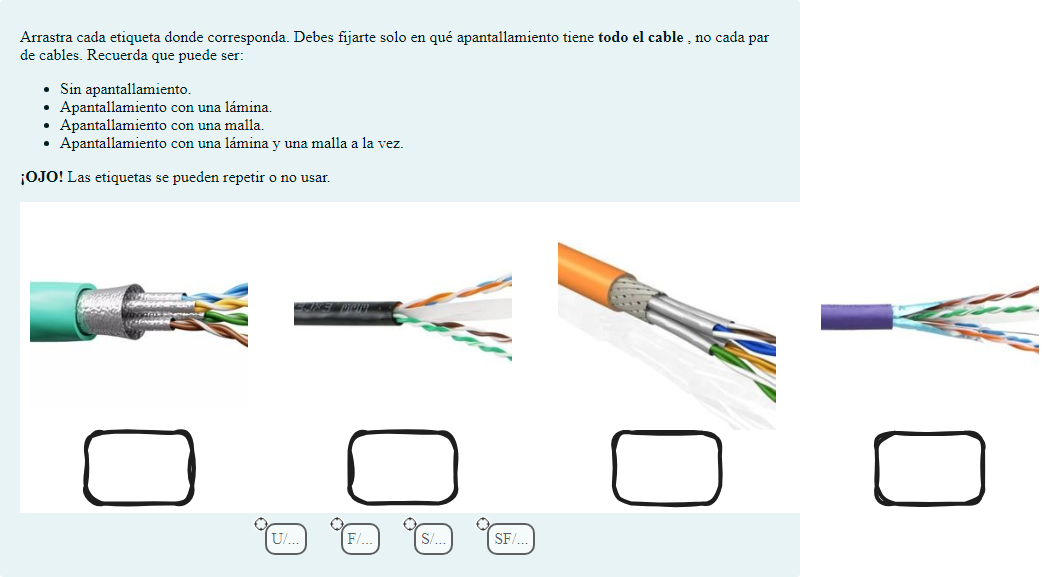 Arrastra cada etiqueta donde corresponda. Debes fijarte solo en qué apantallamiento tiene todo el cable , no cada par
de cables. Recuerda que puede ser:
• Sin apantallamiento.
• Apantallamiento con una lámina.
• Apantallamiento con una malla.
• Apantallamiento con una lámina y una malla a la vez.
¡OJO! Las etiquetas se pueden repetir o no usar.
U/... F/... S/... SF/...